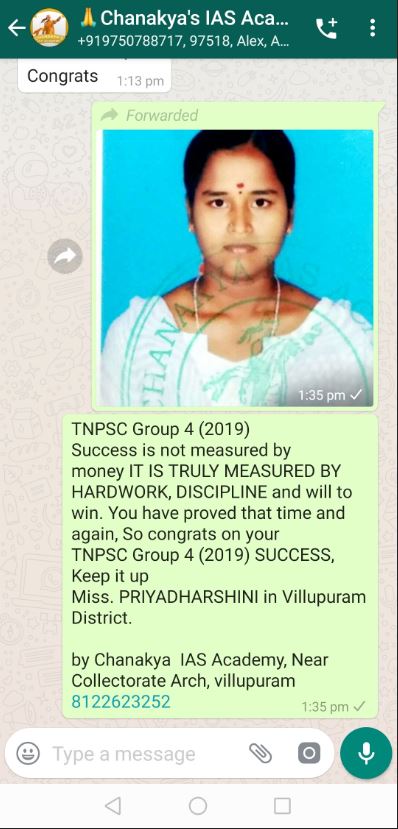 🙏 Chanakya's IAS Aca...
+919750788717, 97518, Alex, A...
Congrats 1:13 pm
Forwarded
CHANAKYA IAS
1:35 pm
TNPSC Group 4 (2019)
Success is not measured by
money IT IS TRULY MEASURED BY
HARDWORK, DISCIPLINE and will to
win. You have proved that time and
again, So congrats on your
TNPSC Group 4 (2019) SUCCESS,
Keep it up
Miss. PRIYADHARSHINI in Villupuram
District.
by Chanakya  IAS Academy, Near
Collectorate Arch, villupuram
8122623252 1:35 pm
Type a message